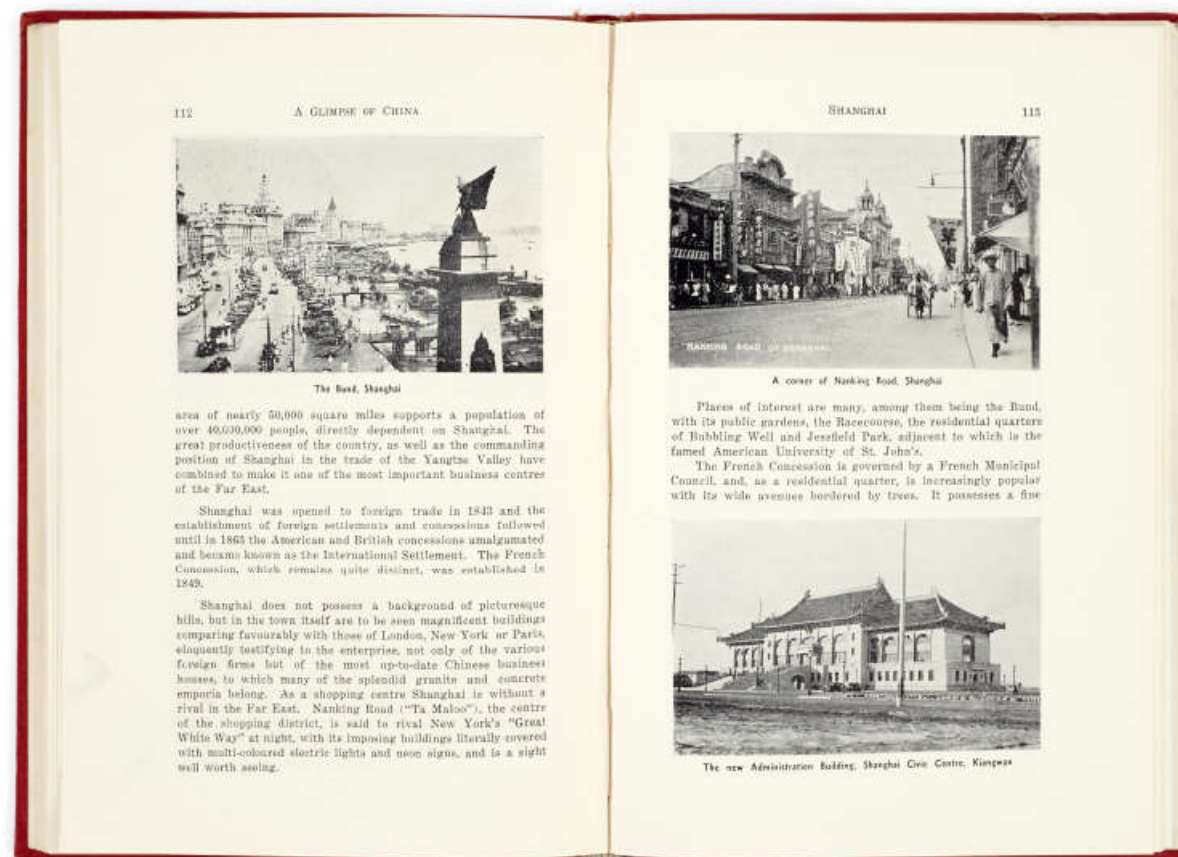 112
A GLIMPSE OF CHINA
The Bund, Shanghai
area of nearly 50,000 square miles supports a population of
over 40,000,000 people, directly dependent on Shanghai. The
great productiveness of the country, as well as the commanding
position of Shanghai in the trade of the Yangtse Valley have
combined to make it one of the most important business centres
of the Far East.
Shanghai was opened to foreign trade in 1843 and the
establishment of foreign settlements and concessions followed
until in 1863 the American and British concessions amalgamated
and became known as the International Settlement. The French
Concession, which remains quite distinct, was established in
1849.
Shanghai does not possess a background of picturesque
hills, but in the town itself are to be seen magnificent buildings
comparing favourably with those of London, New York or Paris,
eloquently testifying to the enterprise, not only of the various
foreign firms but of the most up-to-date Chinese business
houses, to which many of the splendid granite and concrete
emporia belong. As a shopping centre Shanghai is without a
rival in the Far East. Nanking Road ("Ta Maloo"), the centre
of the shopping district, is said to rival New York's "Great
White Way" at night, with its imposing buildings literally covered
with multi-coloured electric lights and neon signs, and is a sight
well worth seeing.
SHANGHAI
113
NANKING ROAD OF SHANGHAI
A corner of Nanking Road, Shanghai
Places of interest are many, among them being the Bund,
with its public gardens, the Racecourse, the residential quarters
of Bubbling Well and Jessfield Park, adjacent to which is the
famed American University of St. John's.
The French Concession is governed by a French Municipal
Council, and, as a residential quarter, is increasingly popular
with its wide avenues bordered by trees. It possesses a fine
The new Administration Building, Shanghai Civic Centre, Kiangwan